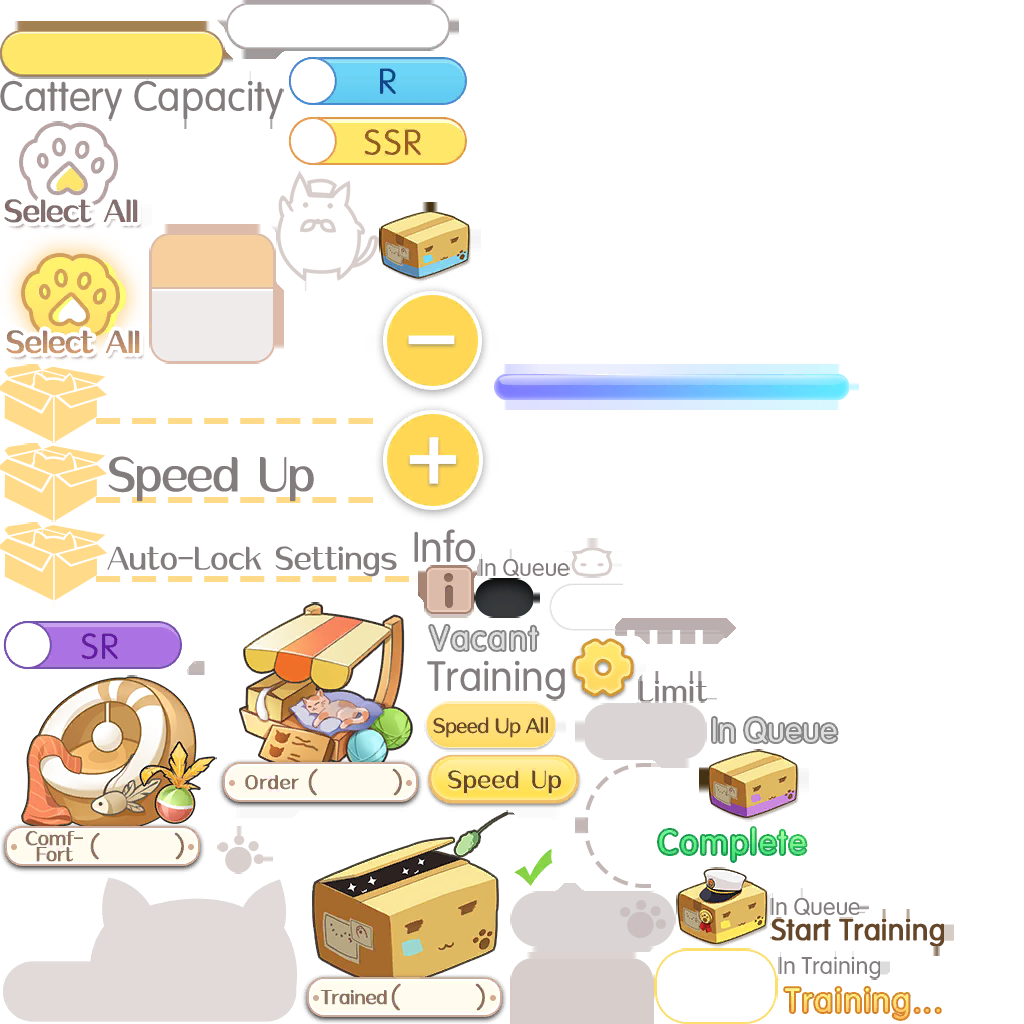 Cattery Capacity
R
SSR
Select All
Select All
Speed Up
Auto-Lock Settings
Info
In Queue
SR
Vacant
Training
Limit
Speed Up All
In Queue
Speed Up
Order (        )
Comf-
Fort (        )
Complete
In Queue
Start Training
In Training
Trained (        )
Training...